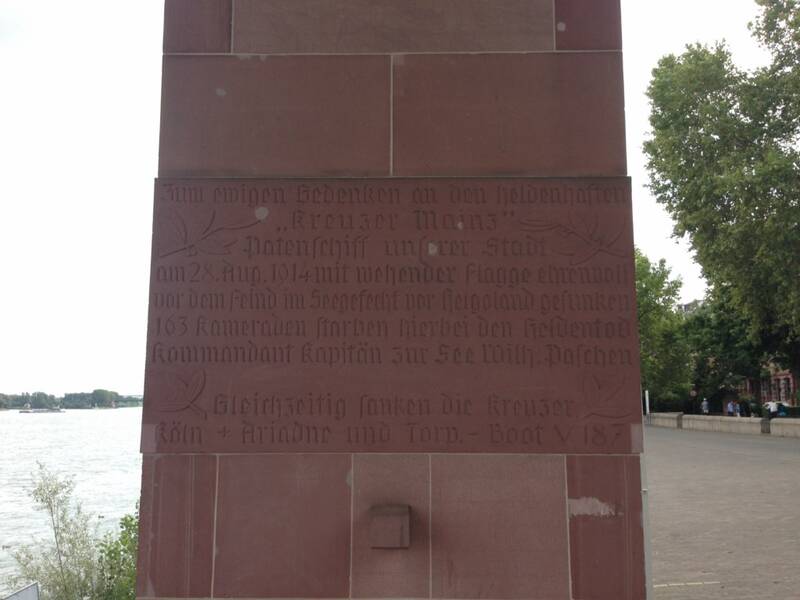 Zum ewigen Gedenken an den heldenhaften
„Kreuzer Mainz"
Patenschiff unserer Stadt
am 28. Aug. 1914 mit wehender Flagge ehrenvoll
vor dem Feind im Seegefecht vor Helgoland gesunken
163 Kameraden starben hierbei den Heldentod
Kommandant Kapitän zur See Wilh. Paschen
Gleichzeitig sanken die Kreuzer
Köln + Ariadne und Torp.- Boot V 187